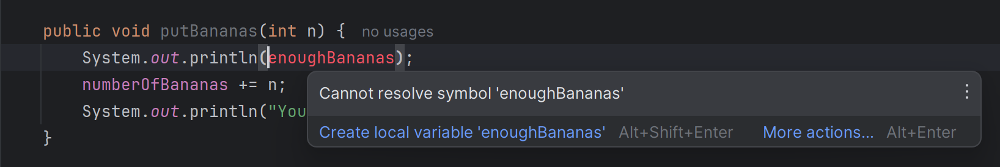 public void putBananas(int n) {   no usages
System.out.println(enoughBananas);
numberOfBananas += n;
System.out.println("You
}
Cannot resolve symbol 'enoughBananas'
Create local variable 'enoughBananas'   Alt+Shift+Enter   More actions...   Alt+Enter